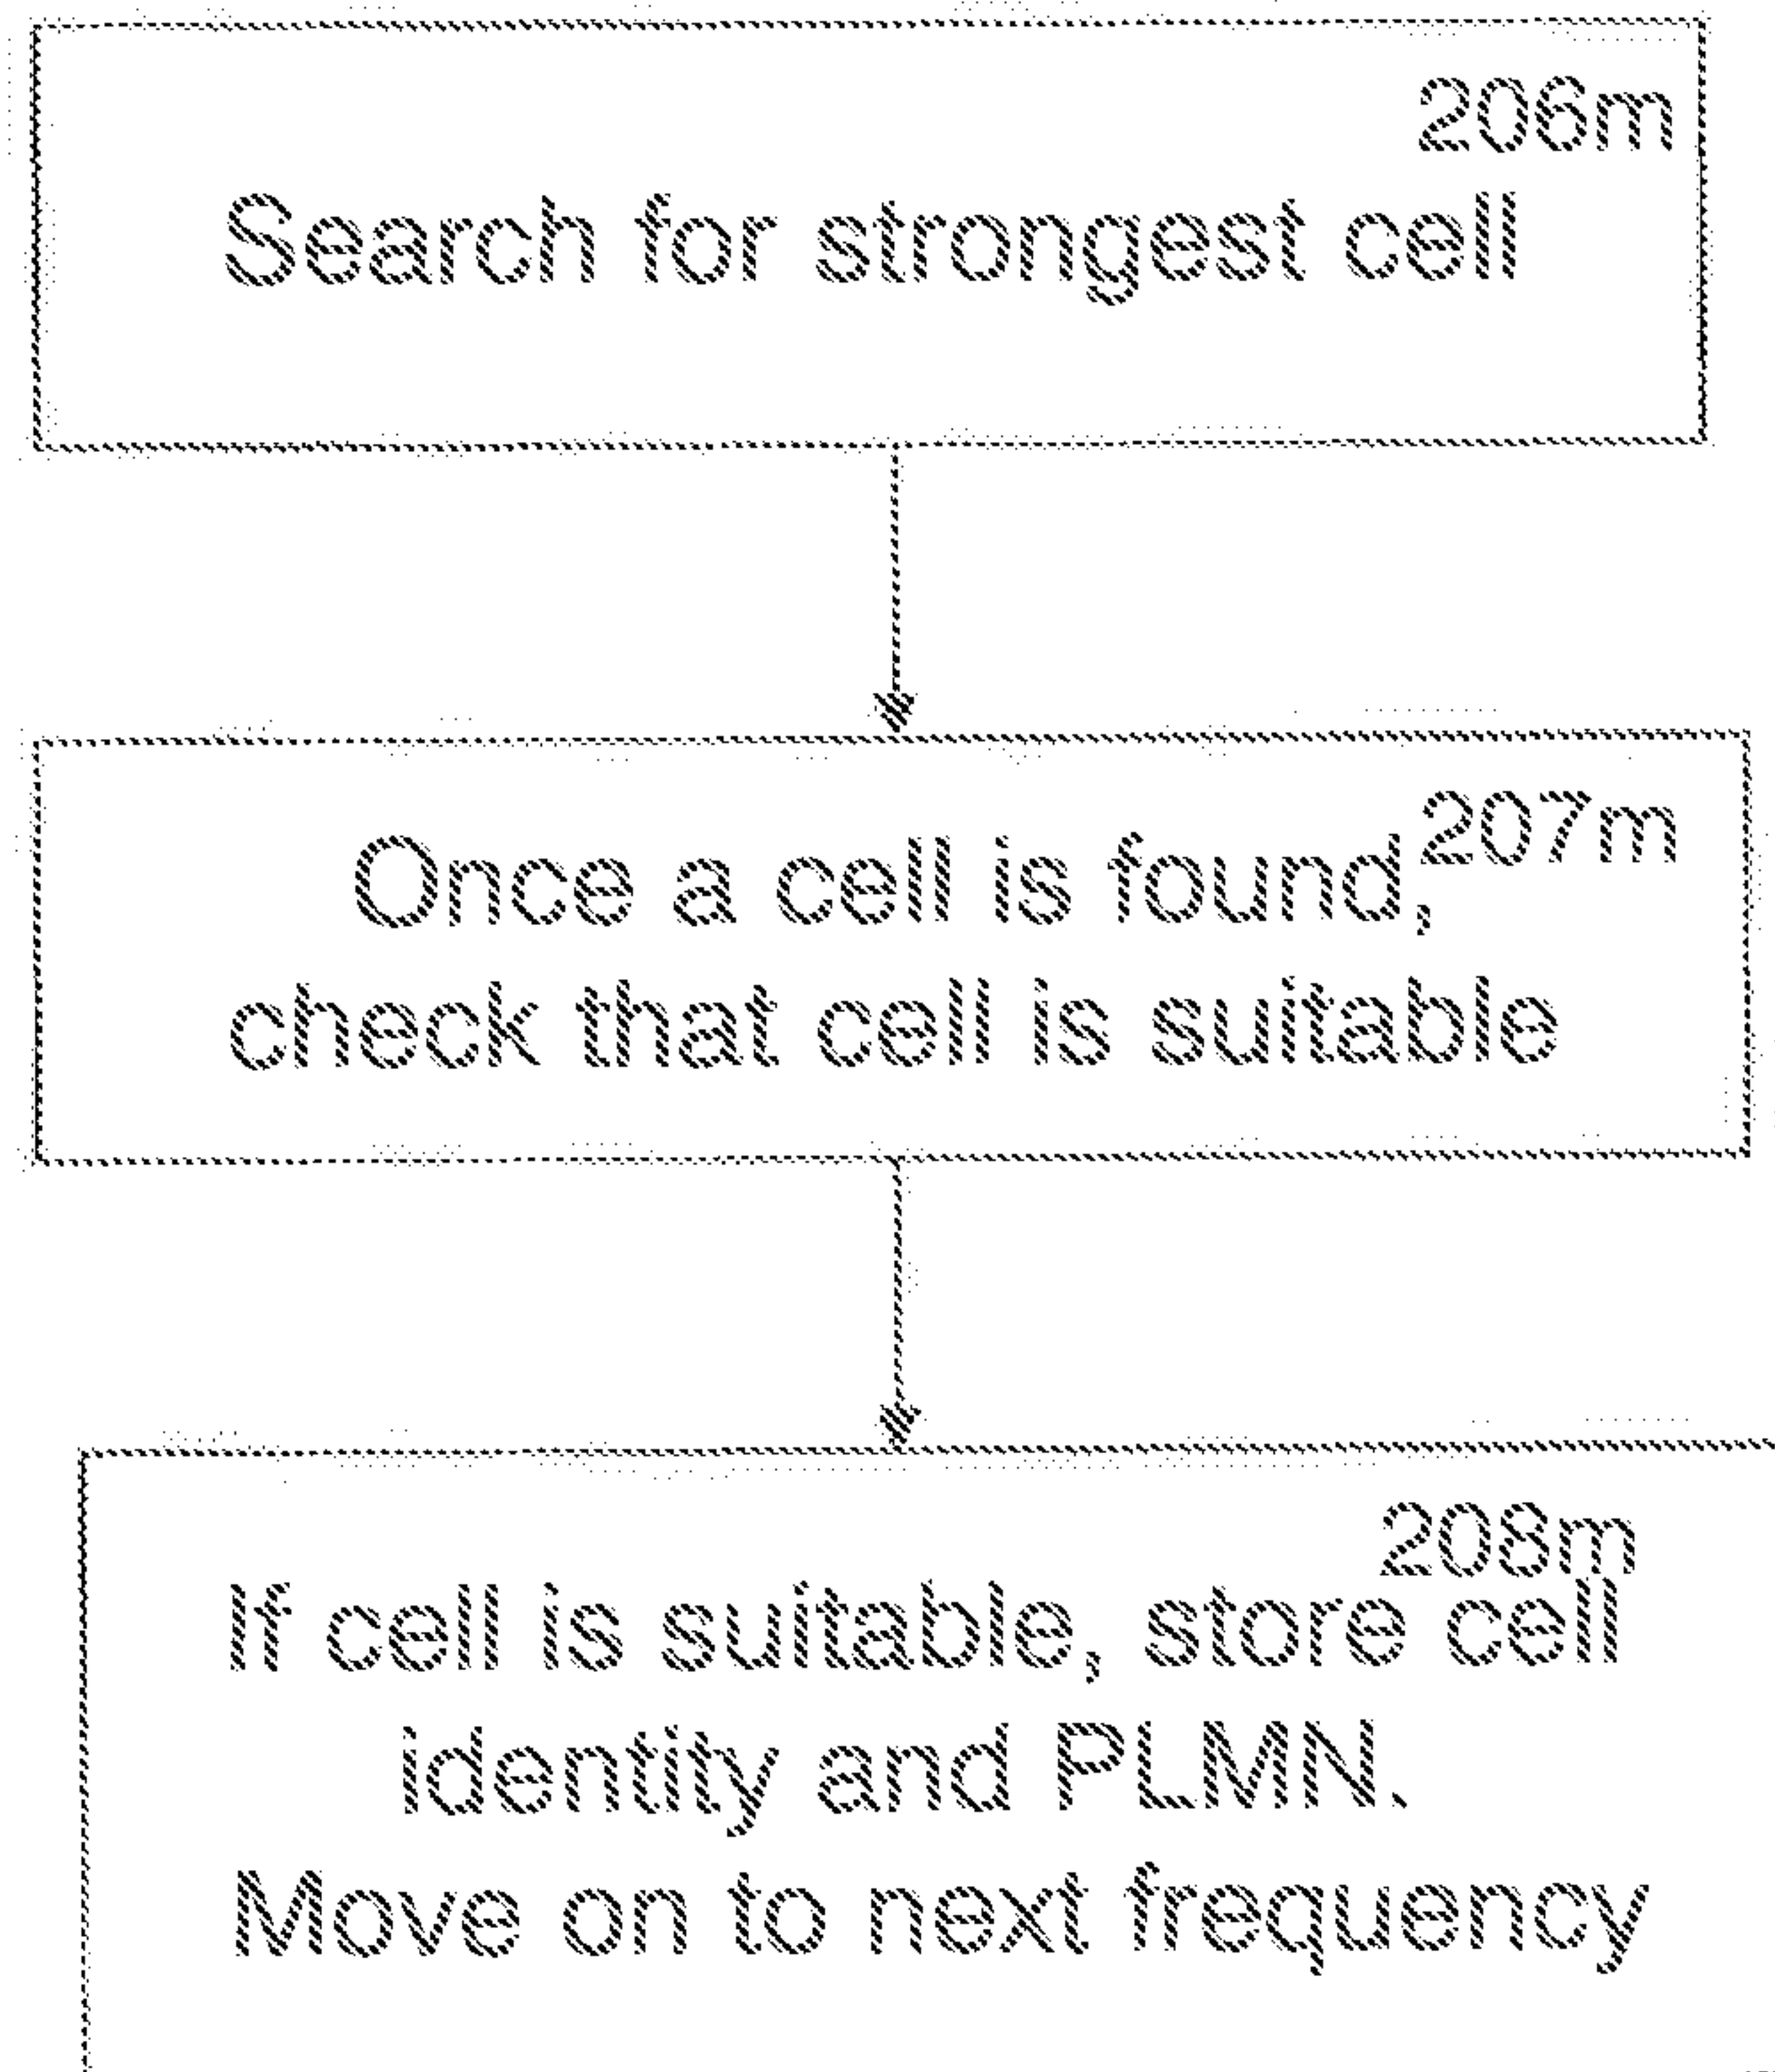 206m
Search for strongest cell
207m
Once a cell is found,
check that cell is suitable
208m
If cell is suitable, store cell
identity and PLMN.
Move on to next frequency